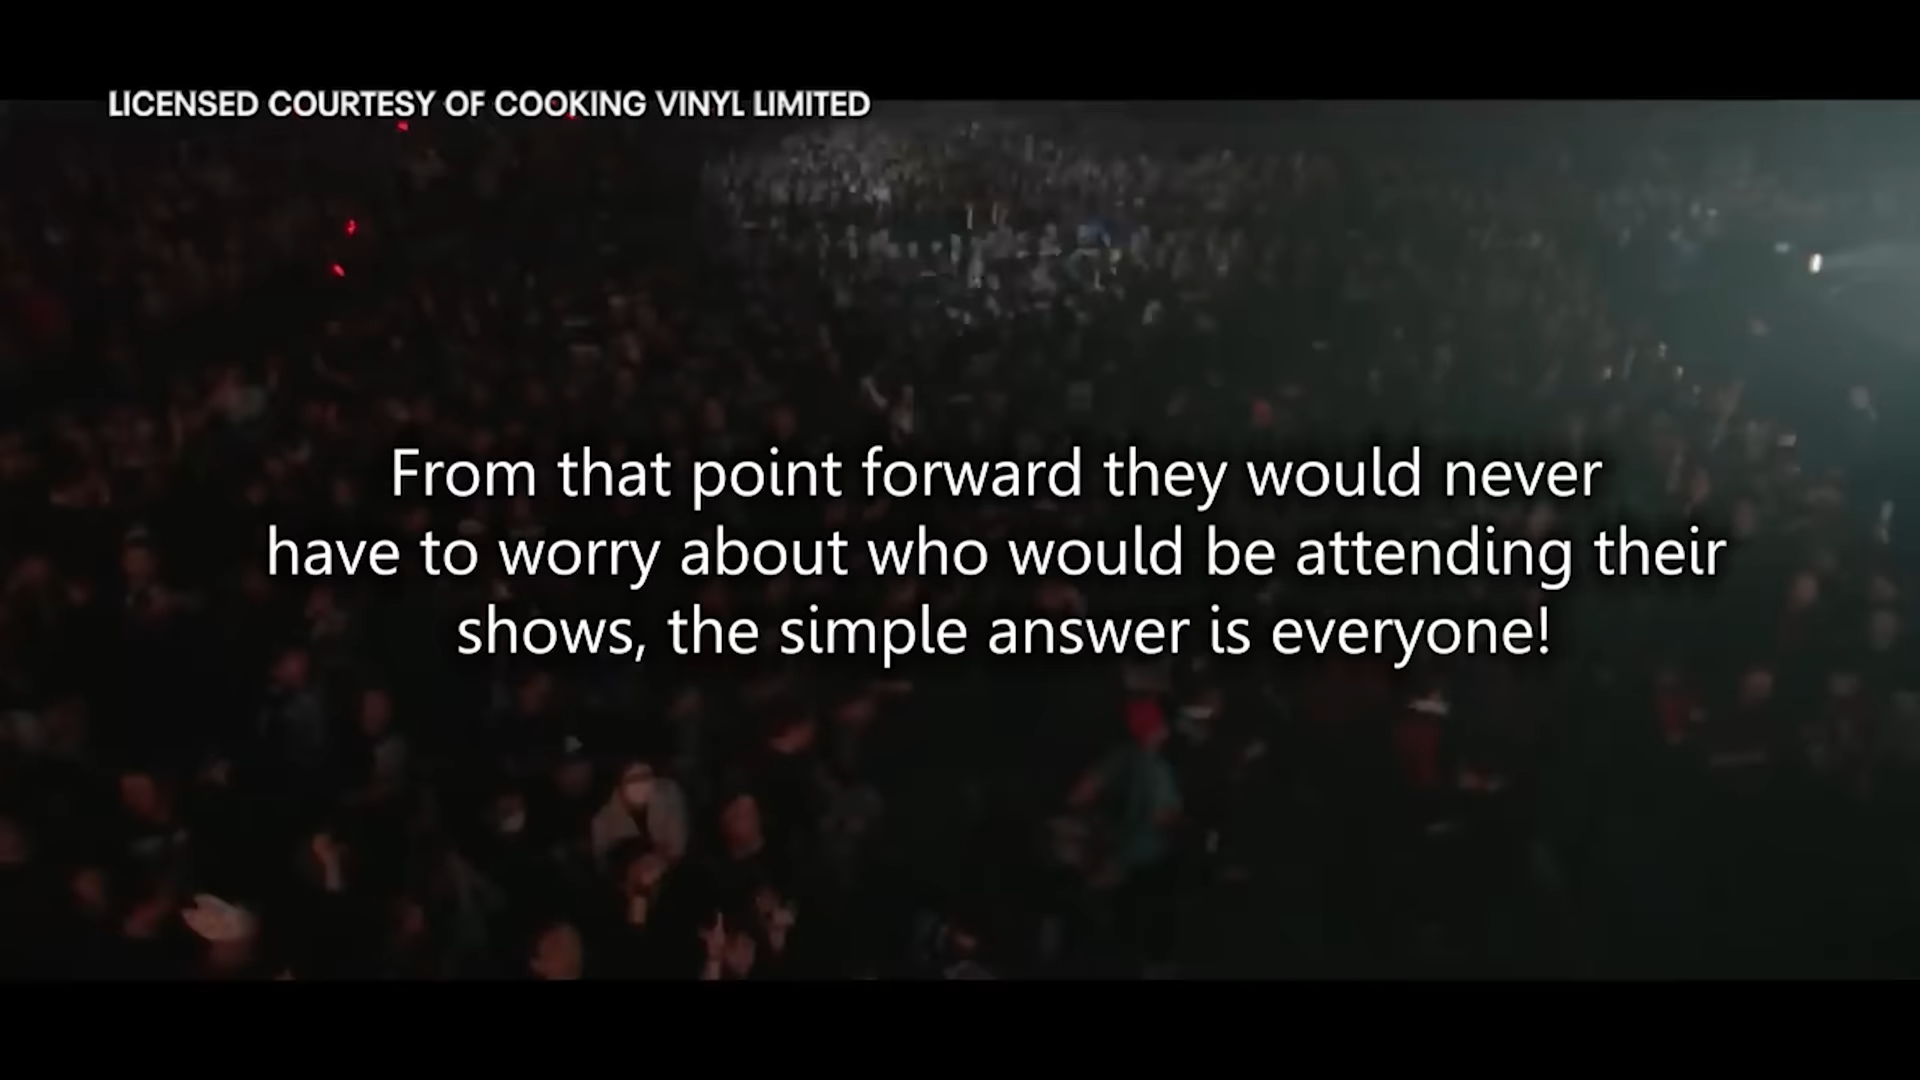 LICENSED COURTESY OF COOKING VINYL LIMITED
From that point forward they would never
have to worry about who would be attending their
shows, the simple answer is everyone!